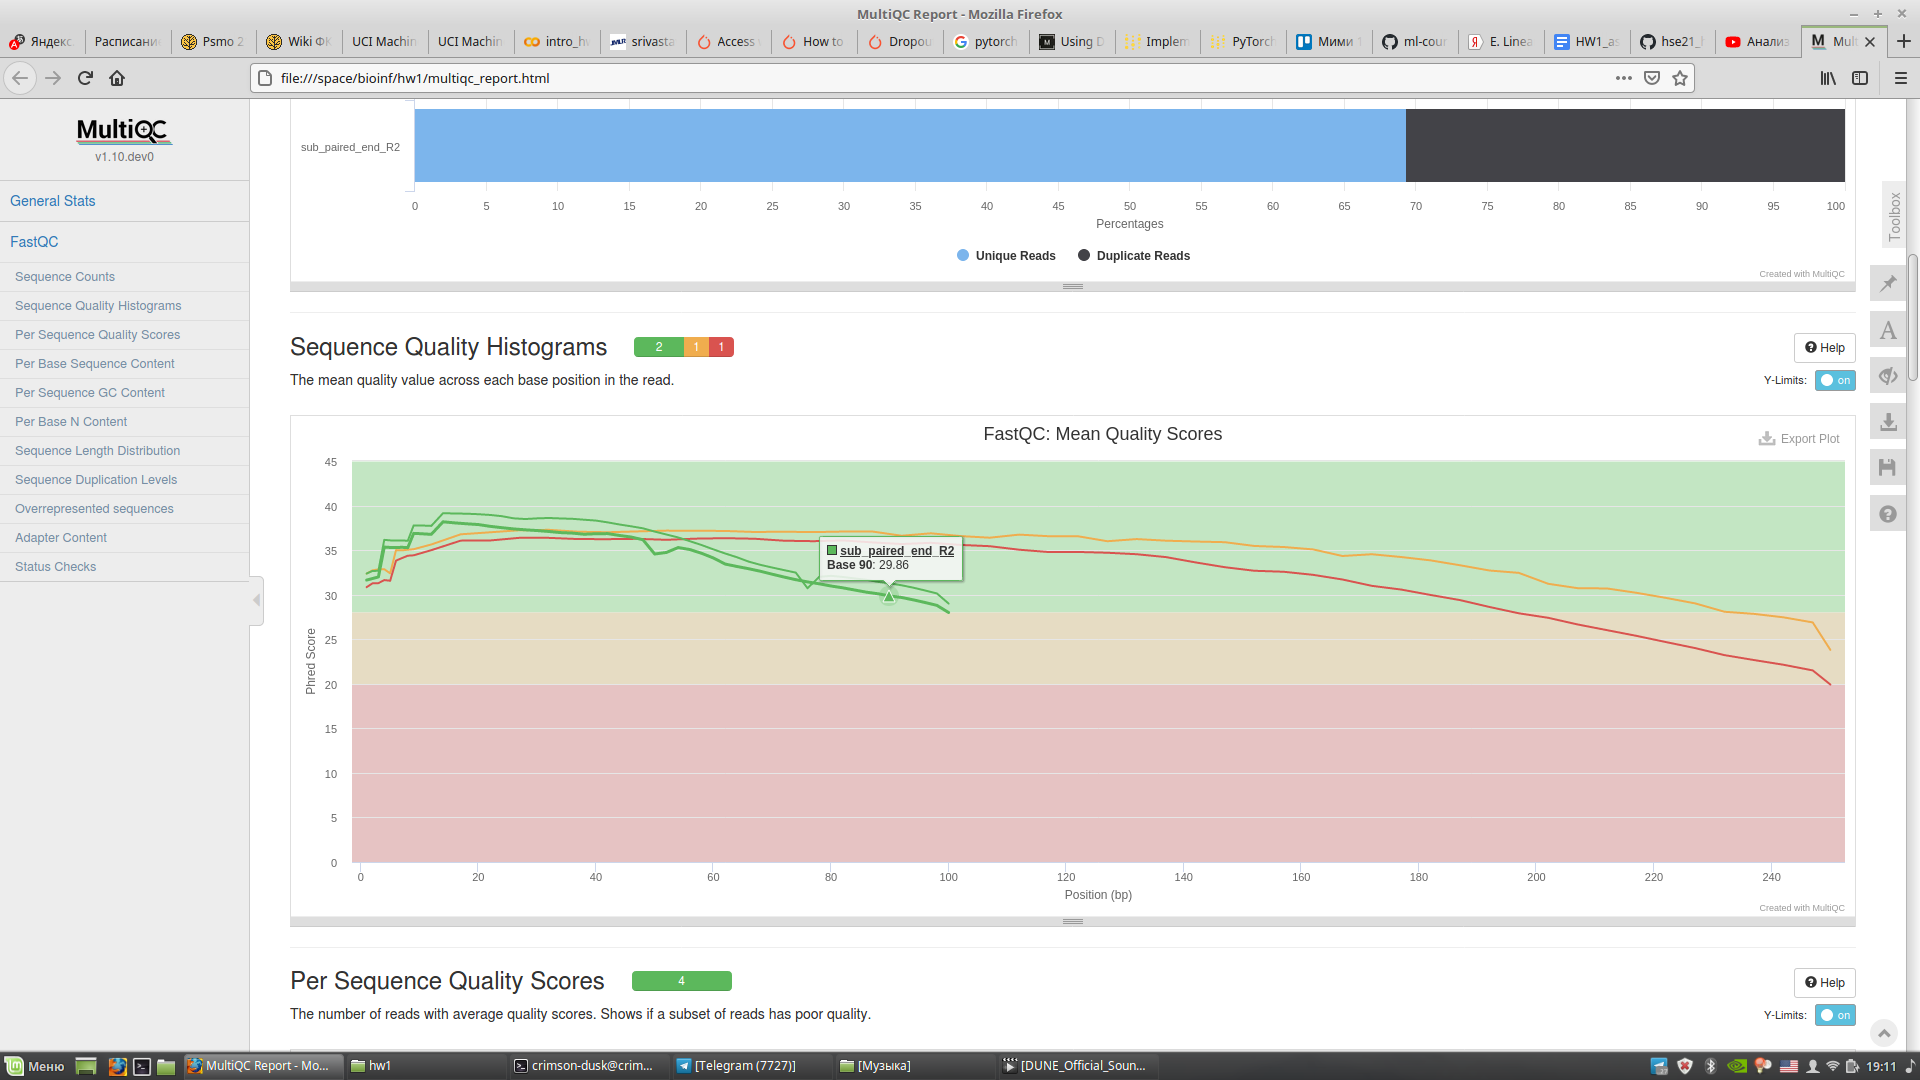 MultiQC Report - Mozilla Firefox
Яндекс
Расписани
Psmo 2
Wiki ФК
UCI Machin
UCI Machin
intro_h
srivasta
Access
How to
Dropou
pytorch
Using D
Implem
PyTorch
Мими 1
ml-cour
E. Linea
HW1_as
hse21_h
Анализ
Mult
file:///space/bioinf/hw1/multiqc_report.html
MultiQC
v1.10.dev0
General Stats
FastQC
Sequence Counts
Sequence Quality Histograms
Per Sequence Quality Scores
Per Base Sequence Content
Per Sequence GC Content
Per Base N Content
Sequence Length Distribution
Sequence Duplication Levels
Overrepresented sequences
Adapter Content
Status Checks
sub_paired_end_R2
0 5 10 15 20 25 30 35 40 45 50 55 60 65 70 75 80 85 90 95 100
Percentages
Unique Reads Duplicate Reads
Created with MultiQC
Toolbox
Sequence Quality Histograms 2 1 1
Help
The mean quality value across each base position in the read.
Y-Limits: on
FastQC: Mean Quality Scores
Export Plot
45
40
35
30
25
20
15
10
5
0
Phred Score
sub_paired_end_R2
Base 90: 29.86
0 20 40 60 80 100 120 140 160 180 200 220 240
Position (bp)
Created with MultiQC
Per Sequence Quality Scores 4
Help
The number of reads with average quality scores. Shows if a subset of reads has poor quality.
Y-Limits: on
Меню
MultiQC Report - Mo...
hw1
crimson-dusk@crim...
[Telegram (7727)]
[Музыка]
[DUNE_Official_Soun...
19:11